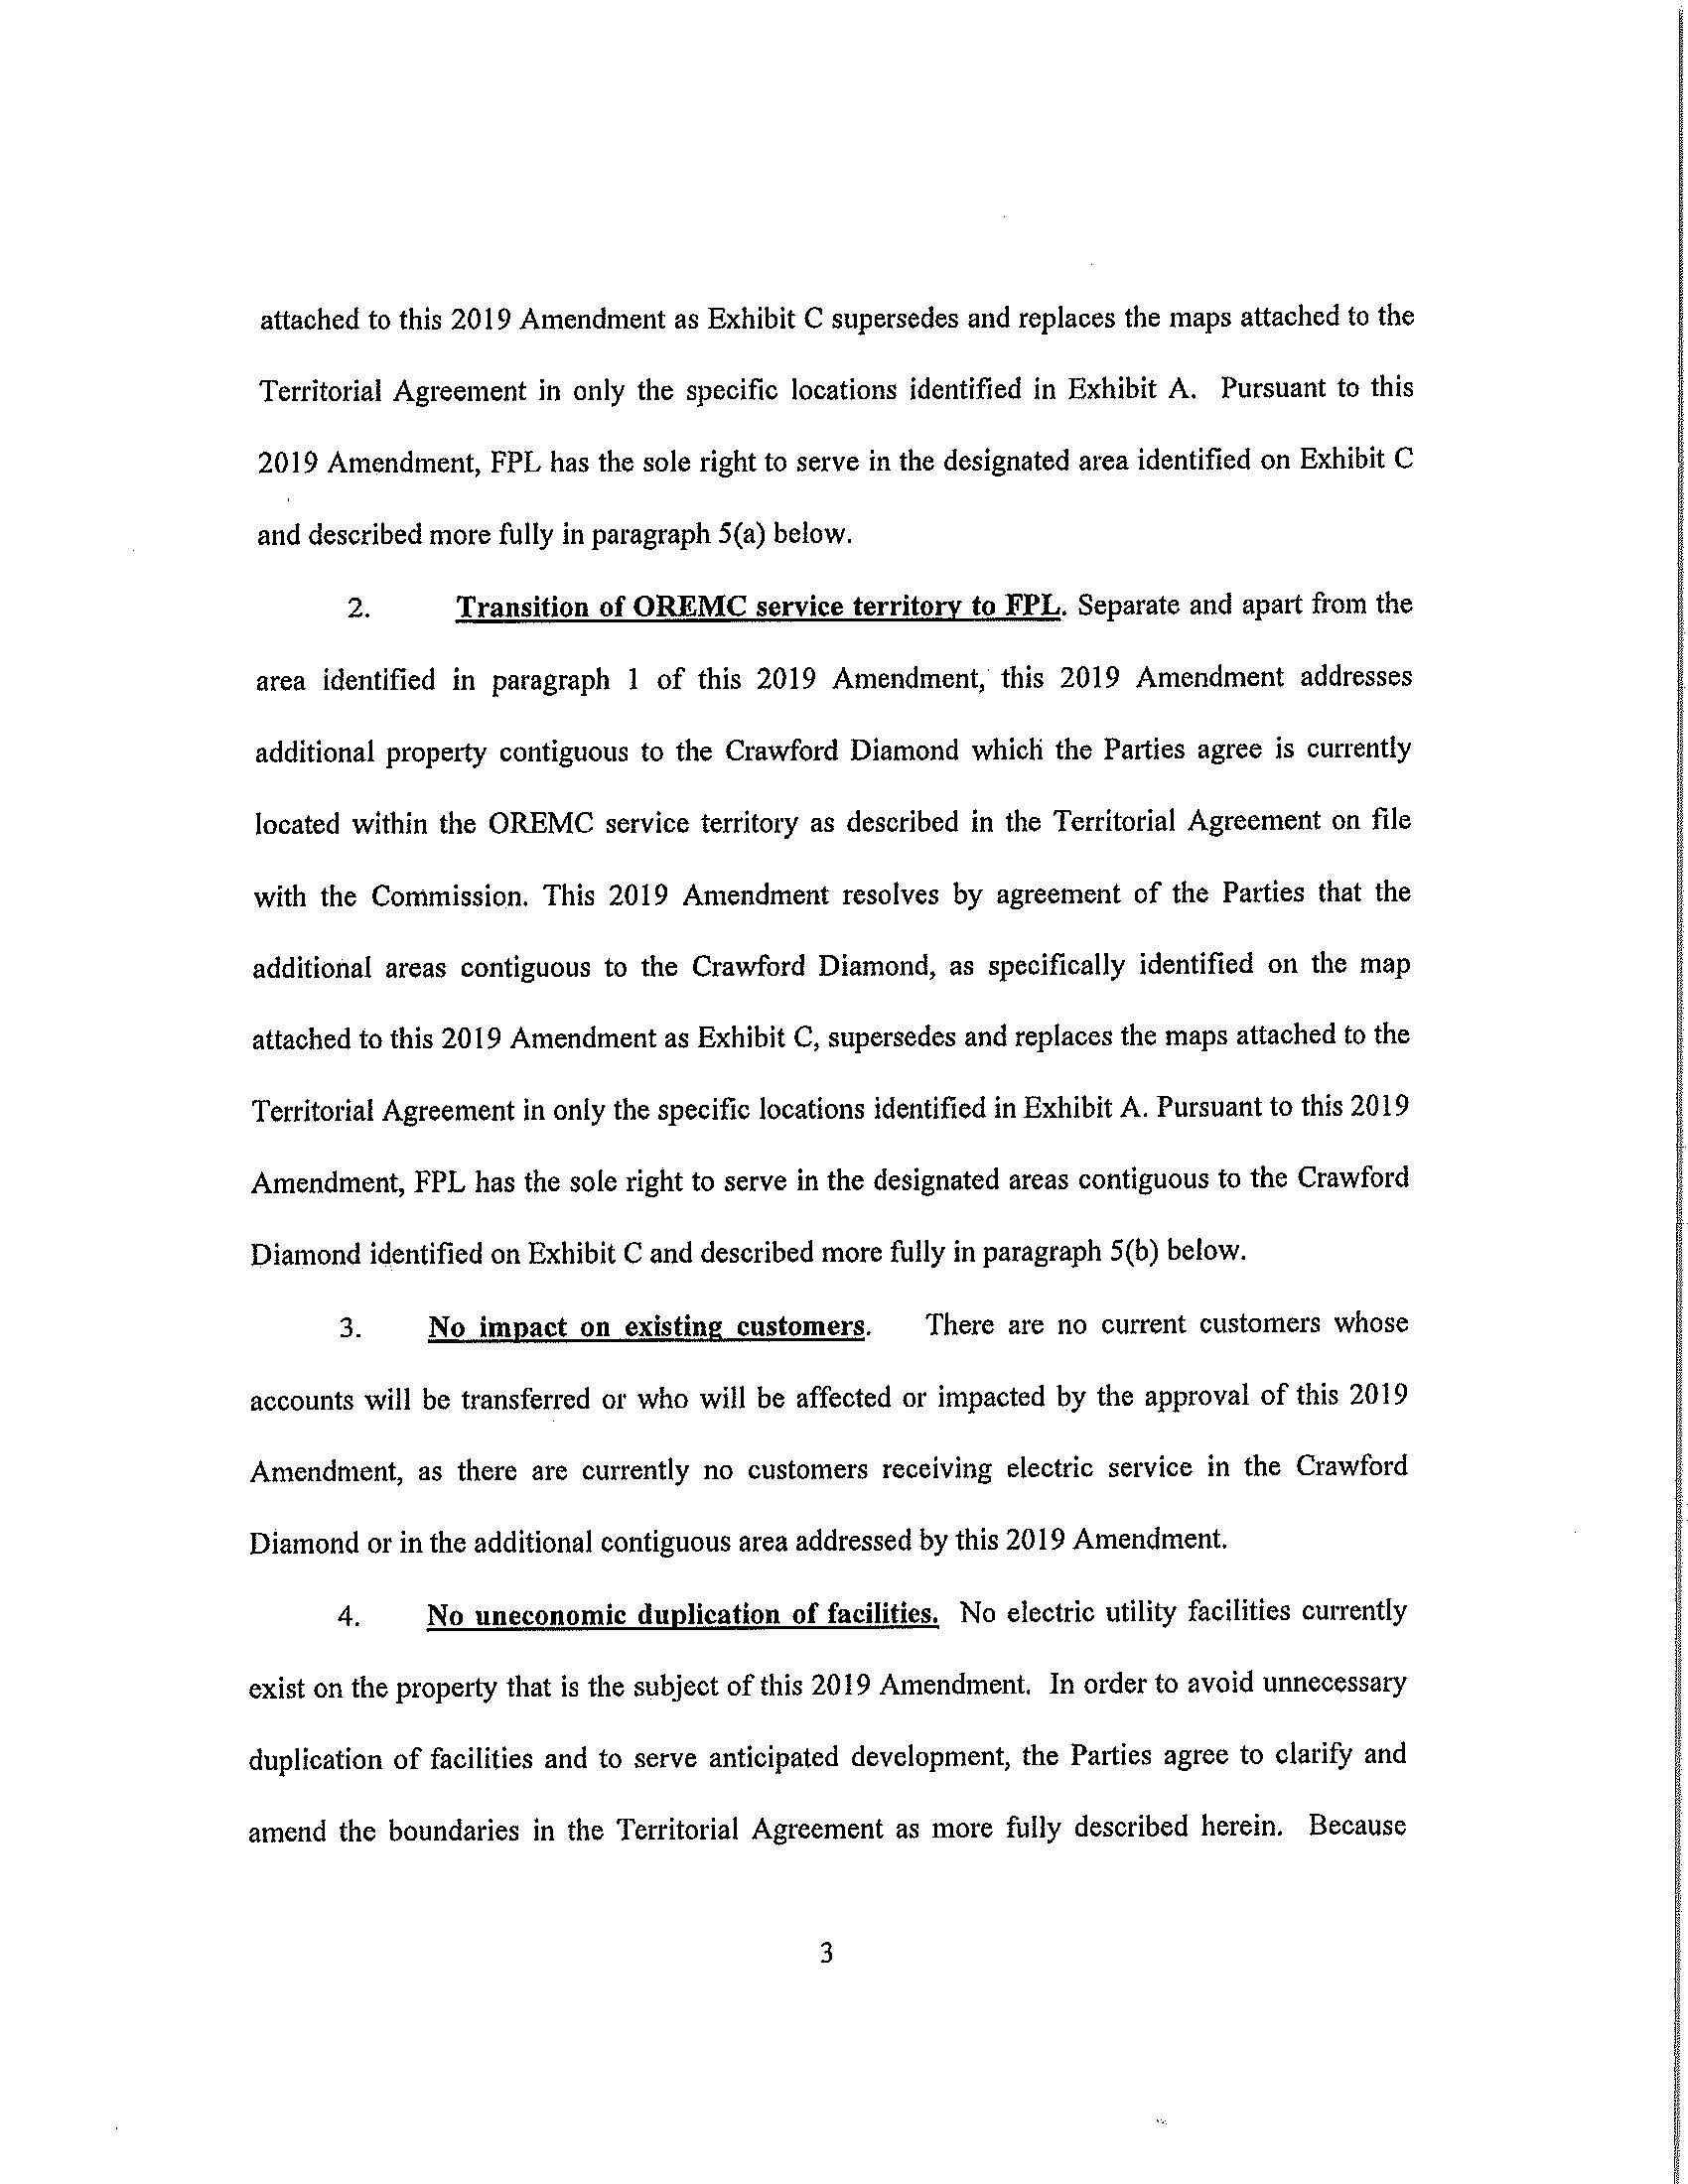 attached to this 2019 Amendment as Exhibit C supersedes and replaces the maps attached to the
Territorial Agreement in only the specific locations identified in Exhibit A. Pursuant to this
2019 Amendment, FPL has the sole right to serve in the designated area identified on Exhibit C
and described more fully in paragraph 5(a) below.
2. Transition of OREMC service territory to FPL. Separate and apart from the
area identified in paragraph 1 of this 2019 Amendment, this 2019 Amendment addresses
additional property contiguous to the Crawford Diamond which the Parties agree is currently
located within the OREMC service territory as described in the Territorial Agreement on file
with the Commission. This 2019 Amendment resolves by agreement of the Parties that the
additional areas contiguous to the Crawford Diamond, as specifically identified on the map
attached to this 2019 Amendment as Exhibit C, supersedes and replaces the maps attached to the
Territorial Agreement in only the specific locations identified in Exhibit A. Pursuant to this 2019
Amendment, FPL has the sole right to serve in the designated areas contiguous to the Crawford
Diamond identified on Exhibit C and described more fully in paragraph 5(b) below.
3. No impact on existing customers. There are no current customers whose
accounts will be transferred or who will be affected or impacted by the approval of this 2019
Amendment, as there are currently no customers receiving electric service in the Crawford
Diamond or in the additional contiguous area addressed by this 2019 Amendment.
4. No uneconomic duplication of facilities. No electric utility facilities currently
exist on the property that is the subject of this 2019 Amendment. In order to avoid unnecessary
duplication of facilities and to serve anticipated development, the Parties agree to clarify and
amend the boundaries in the Territorial Agreement as more fully described herein. Because
3